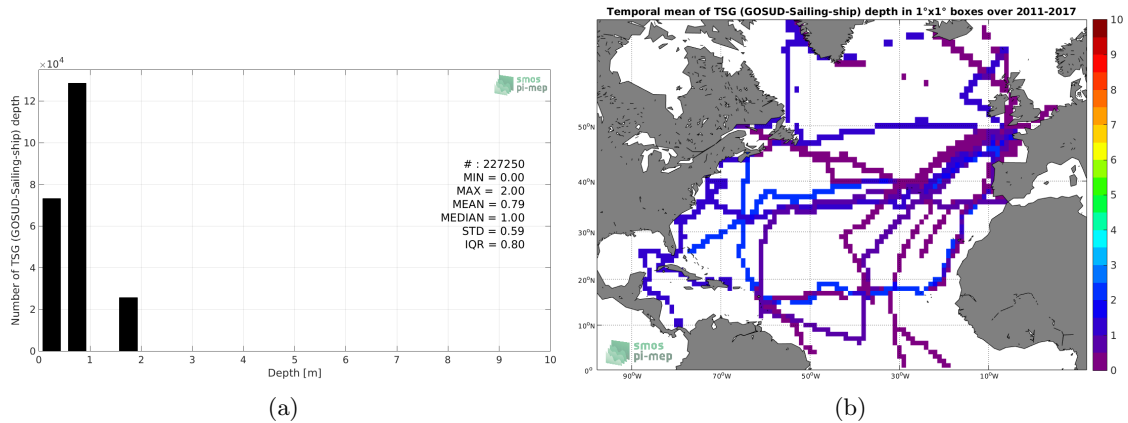 ×10⁴
12
10
8
6
4
2
0
Number of TSG (GOSUD-Sailing-ship) depth
smos
pi-mep
# : 227250
MIN = 0.00
MAX = 2.00
MEAN = 0.79
MEDIAN = 1.00
STD = 0.59
IQR = 0.80
0 1 2 3 4 5 6 7 8 9 10
Depth [m]
(a)
Temporal mean of TSG (GOSUD-Sailing-ship) depth in 1°x1° boxes over 2011-2017
50°N
40°N
30°N
20°N
10°N
0°
90°W 70°W 50°W 30°W 10°W
smos
pi-mep
10
9
8
7
6
5
4
3
2
1
0
(b)